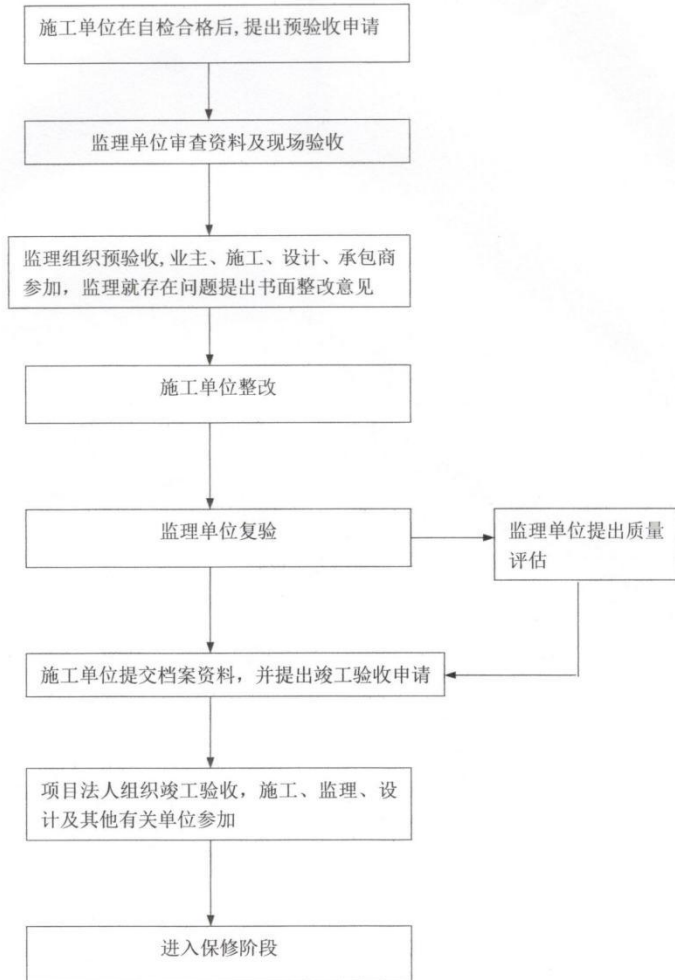 施工单位在自检合格后,提出预验收申请
监理单位审查资料及现场验收
监理组织预验收,业主、施工、设计、承包商
参加，监理就存在问题提出书面整改意见
施工单位整改
监理单位复验
监理单位提出质量
评估
施工单位提交档案资料，并提出竣工验收申请
项目法人组织竣工验收，施工、监理、设
计及其他有关单位参加
进入保修阶段